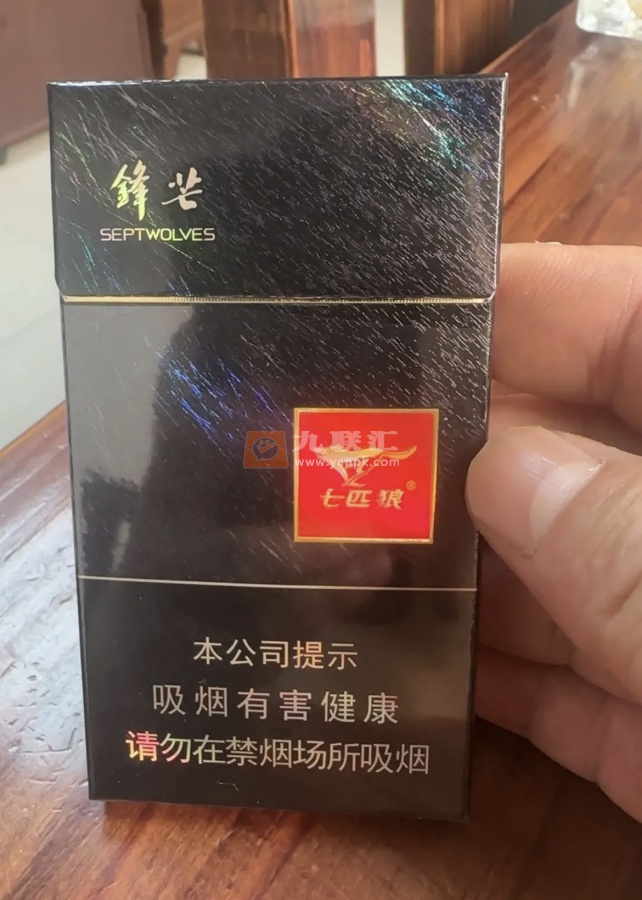 鋒芒
SEPTWOLVES
九联汇
www.yanpk.com
七匹狼®
本公司提示
吸烟有害健康
请勿在禁烟场所吸烟